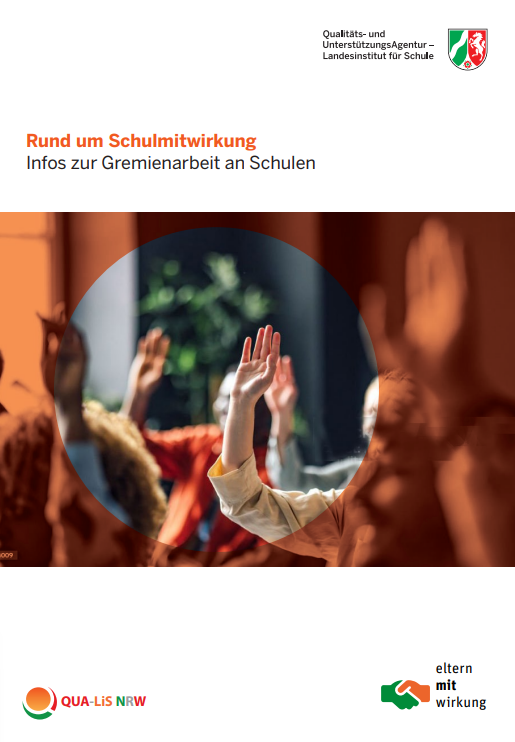 Qualitäts- und
UnterstützungsAgentur –
Landesinstitut für Schule
Rund um Schulmitwirkung
Infos zur Gremienarbeit an Schulen
QUA-LiS NRW
eltern
mit
wirkung